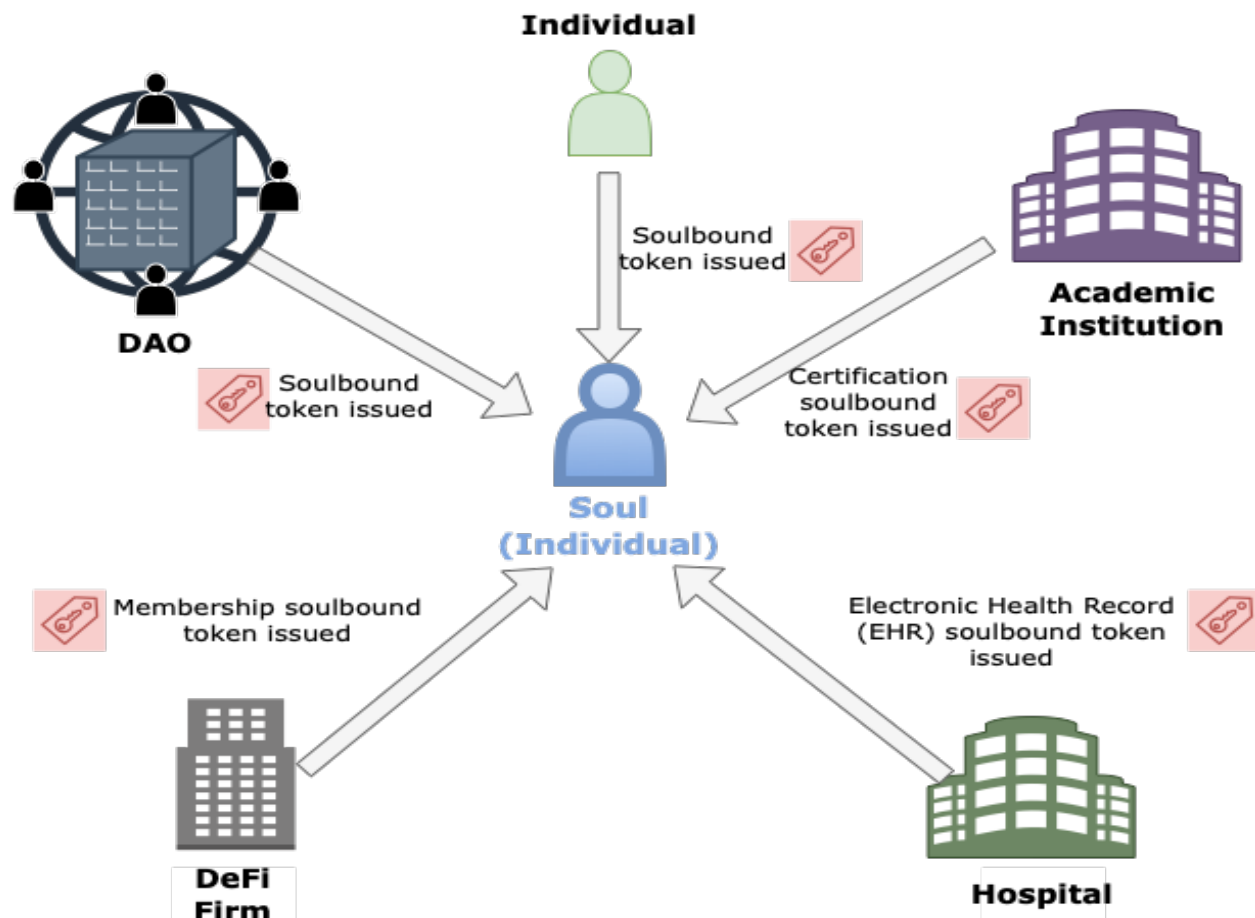 Individual
Soulbound
token issued
Academic
Institution
DAO
Soulbound
token issued
Certification
soulbound
token issued
Soul
(Individual)
Membership soulbound
token issued
Electronic Health Record
(EHR) soulbound token
issued
DeFi
Firm
Hospital